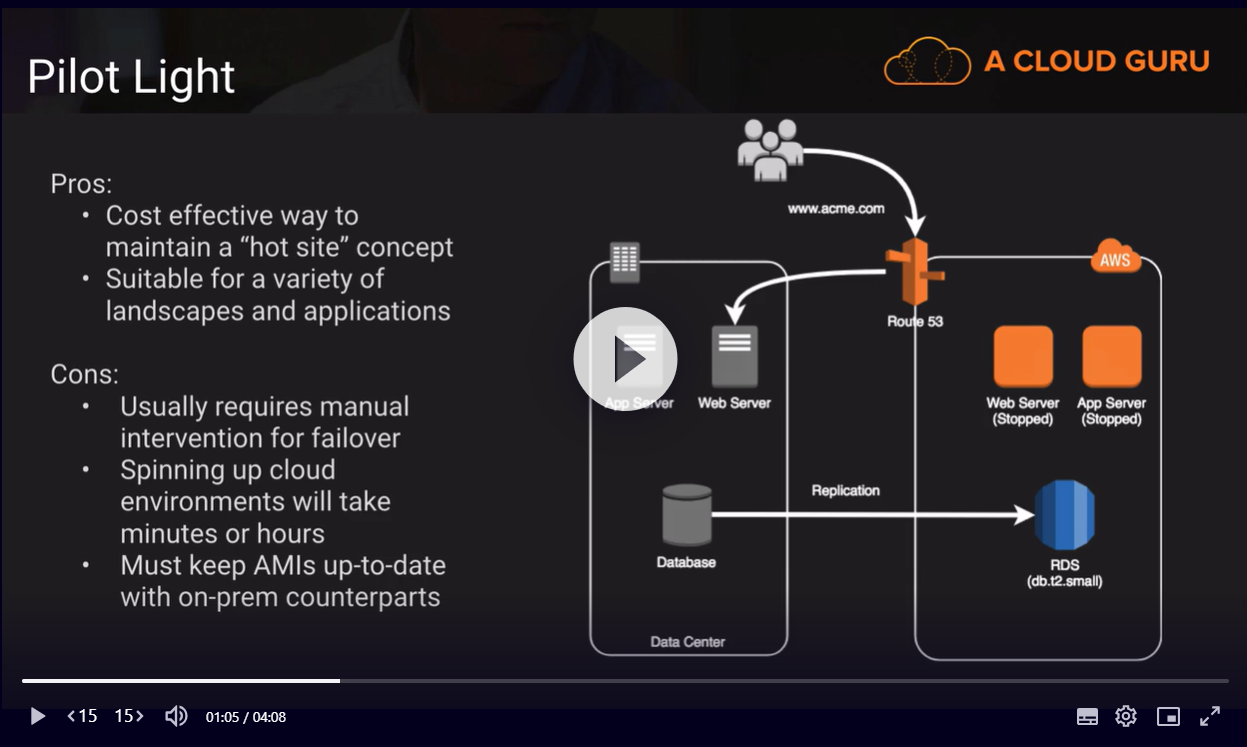 Pilot Light
A CLOUD GURU
Pros:
• Cost effective way to
maintain a “hot site” concept
• Suitable for a variety of
landscapes and applications
Cons:
• Usually requires manual
intervention for failover
• Spinning up cloud
environments will take
minutes or hours
• Must keep AMIs up-to-date
with on-prem counterparts
www.acme.com
AWS
Route 53
App Server
Web Server
Web Server
(Stopped)
App Server
(Stopped)
Replication
Database
RDS
(db.t2.small)
Data Center
15
15
01:05 / 04:08